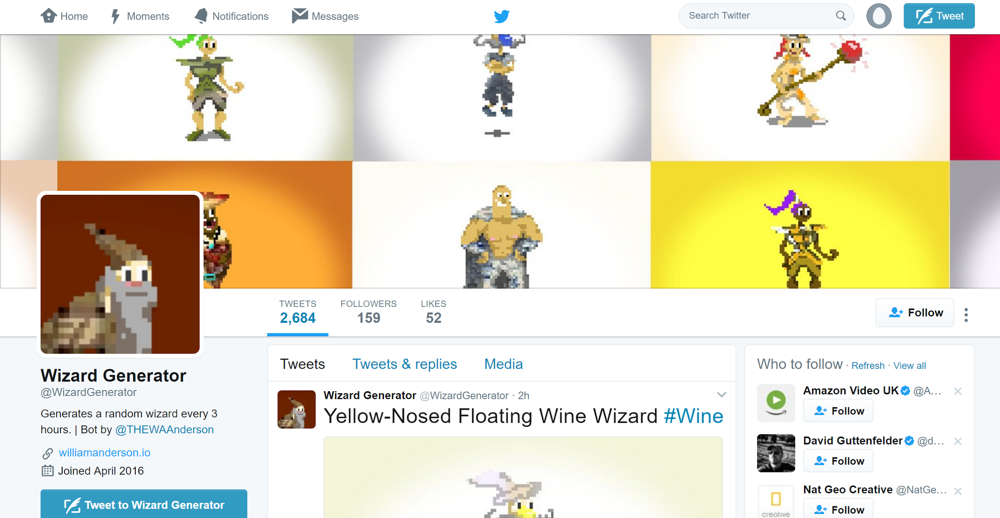 Home Moments Notifications Messages Search Twitter Tweet
TWEETS FOLLOWERS LIKES
2,684 159 52
Follow
Wizard Generator
@WizardGenerator
Generates a random wizard every 3
hours. | Bot by @THEWAAnderson
williamanderson.io
Joined April 2016
Tweet to Wizard Generator
Tweets Tweets & replies Media
Wizard Generator @WizardGenerator · 2h
Yellow-Nosed Floating Wine Wizard #Wine
Who to follow · Refresh · View all
Amazon Video UK @A...
Follow
David Guttenfelder @d...
Follow
Nat Geo Creative @NatGe...
creative
Follow